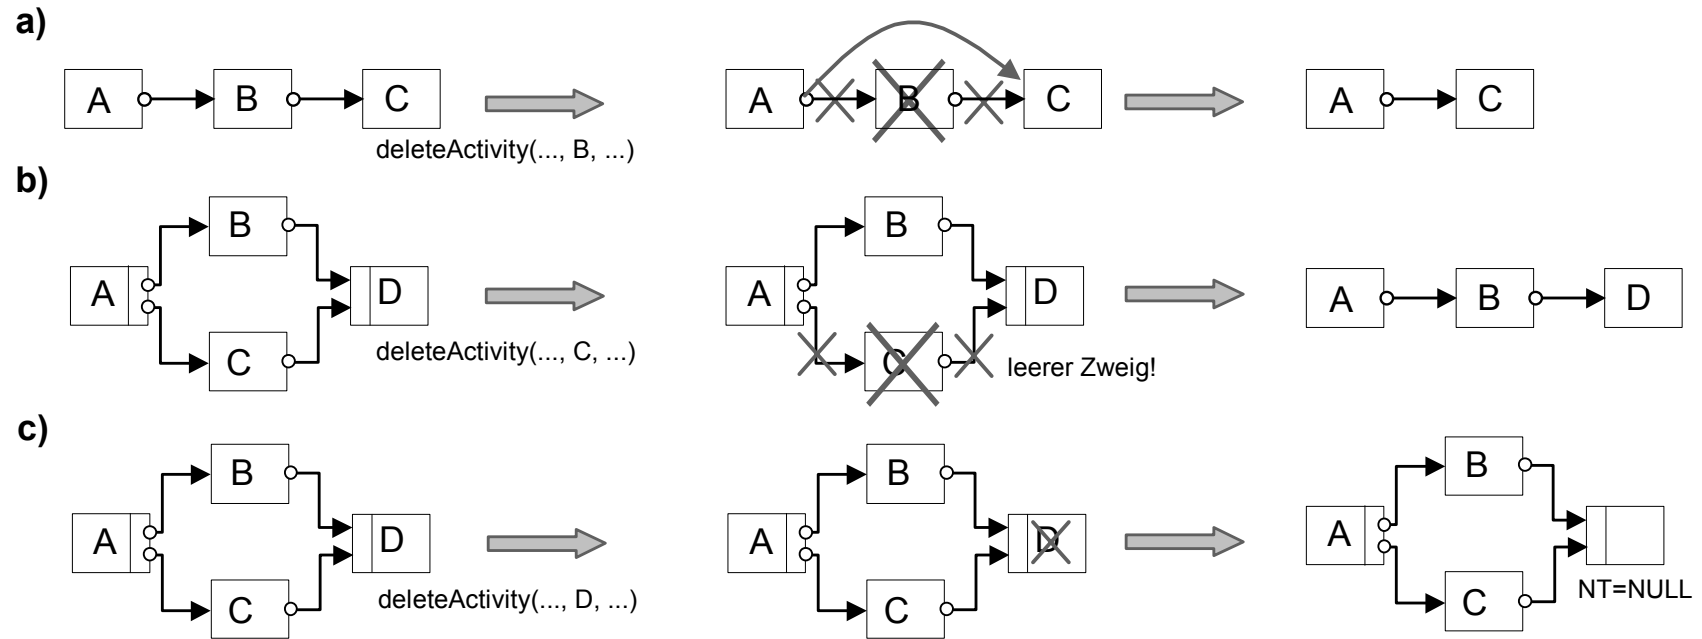 a)
A B C
deleteActivity(..., B, ...)
A B C
A C
b)
A B C D
deleteActivity(..., C, ...)
A B C D
leerer Zweig!
A B D
c)
A B C D
deleteActivity(..., D, ...)
A B C D
A B C
NT=NULL